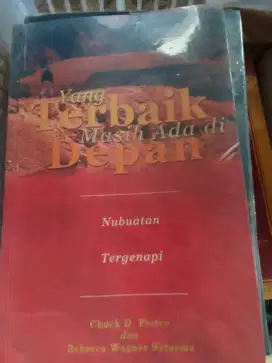 Yang
Terbaik
Masih Ada di
Depan
Nubuatan
Tergenapi
Chuck D. Pierce
dan
Rebecca Wagner Sytsema